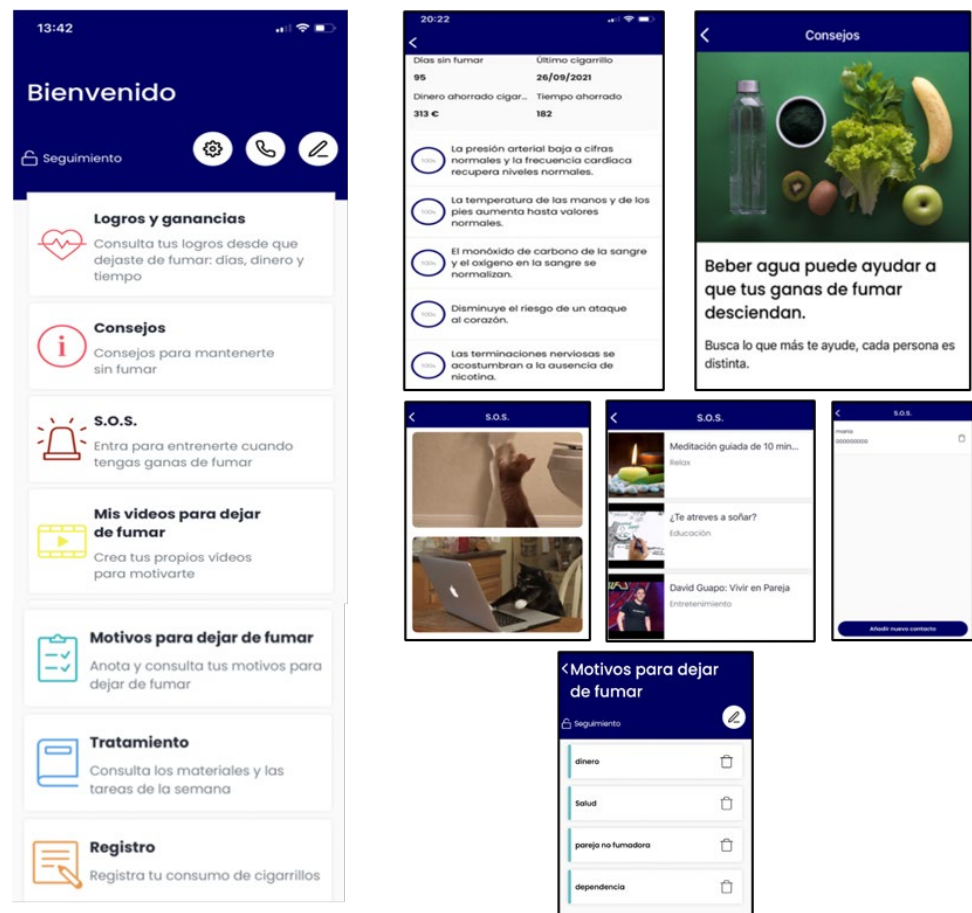 13:42
Bienvenido
Seguimiento
Logros y ganancias
Consulta tus logros desde que
dejaste de fumar: días, dinero y
tiempo
Consejos
Consejos para mantenerte
sin fumar
S.O.S.
Entra para entrenerte cuando
tengas ganas de fumar
Mis videos para dejar
de fumar
Crea tus propios vídeos
para motivarte
Motivos para dejar de fumar
Anota y consulta tus motivos para
dejar de fumar
Tratamiento
Consulta los materiales y las
tareas de la semana
Registro
Registra tu consumo de cigarrillos
20:22
Días sin fumar
Último cigarrillo
95
26/09/2021
Dinero ahorrado cigar...
Tiempo ahorrado
313 €
182
100%
La presión arterial baja a cifras
normales y la frecuencia cardíaca
recupera niveles normales.
100%
La temperatura de las manos y de los
pies aumenta hasta valores
normales.
100%
El monóxido de carbono de la sangre
y el oxígeno en la sangre se
normalizan.
100%
Disminuye el riesgo de un ataque
al corazón.
100%
Las terminaciones nerviosas se
acostumbran a la ausencia de
nicotina.
Consejos
Beber agua puede ayudar a
que tus ganas de fumar
desciendan.
Busca lo que más te ayude, cada persona es
distinta.
S.O.S.
S.O.S.
Meditación guiada de 10 min...
Relax
¿Te atreves a soñar?
Educación
David Guapo: Vivir en Pareja
Entretenimiento
S.O.S.
maria
000000000
Añadir nuevo contacto
Motivos para dejar
de fumar
Seguimiento
dinero
Salud
pareja no fumadora
dependencia